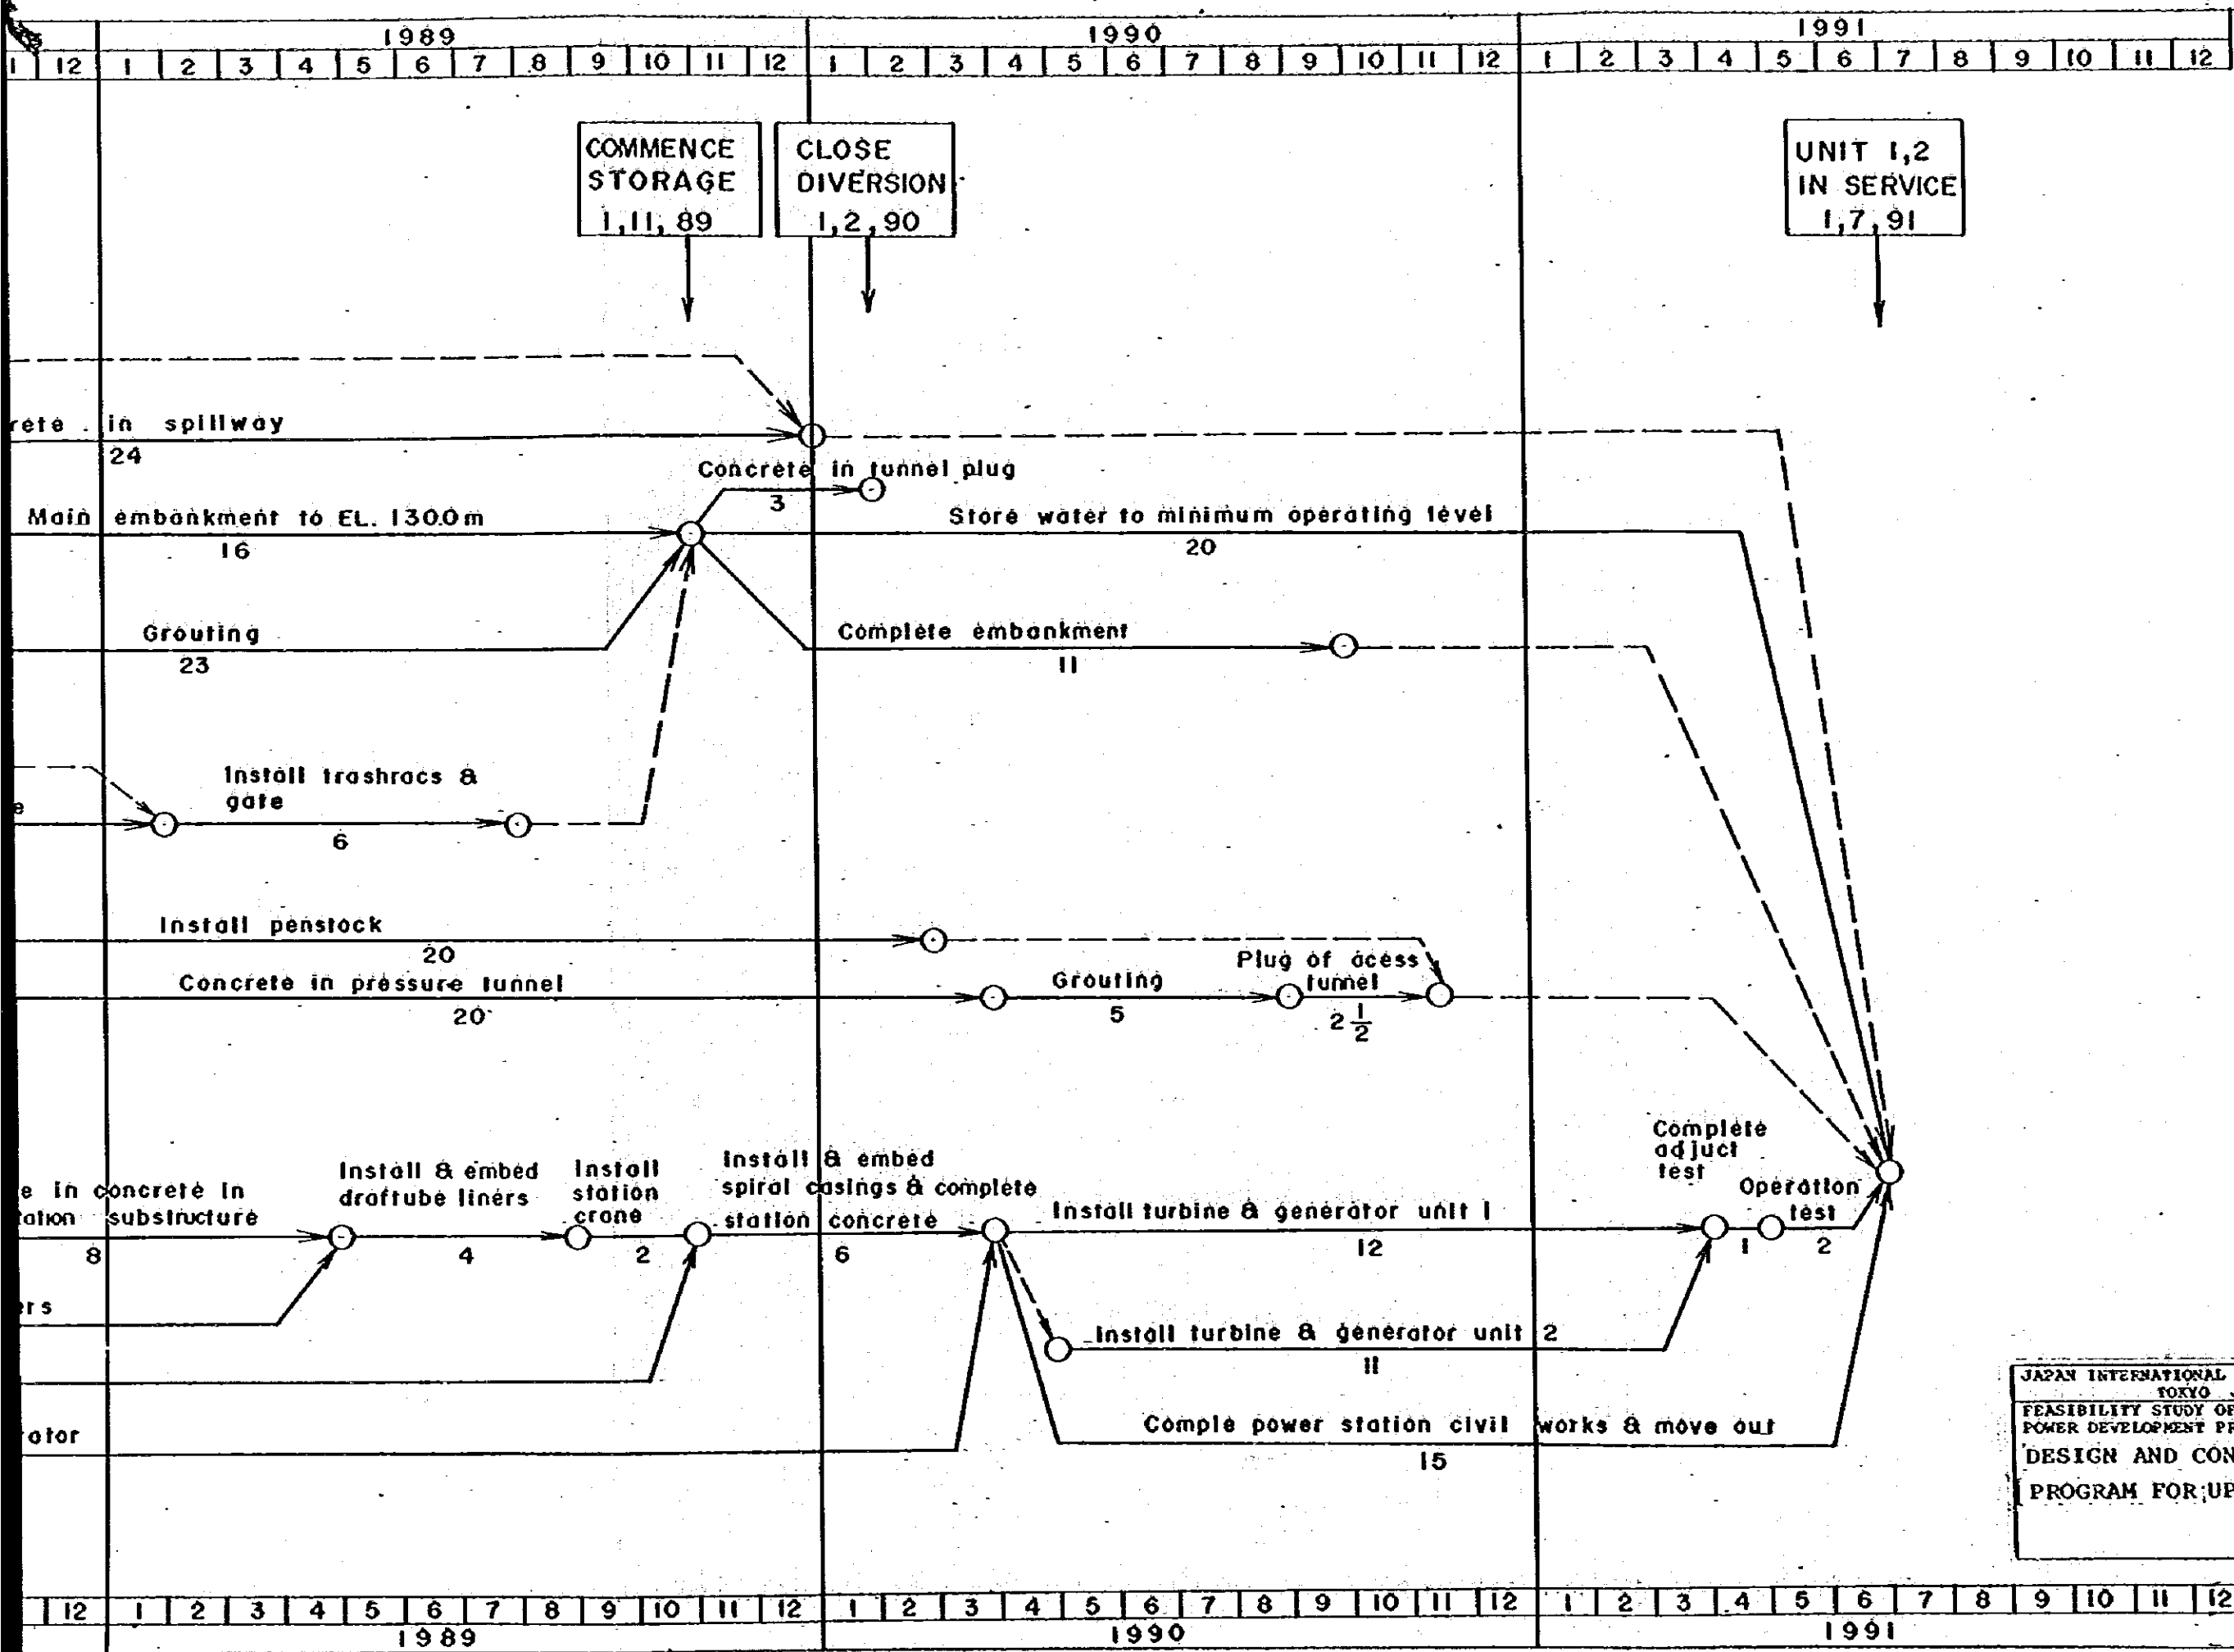 1989 1990 1991
12 1 2 3 4 5 6 7 8 9 10 11 12 1 2 3 4 5 6 7 8 9 10 11 12 1 2 3 4 5 6 7 8 9 10 11 12
COMMENCE
STORAGE
1,11,89
CLOSE
DIVERSION
1,2,90
UNIT 1,2
IN SERVICE
1,7,91
rete in spillway
24
Concrete in tunnel plug
3
Main embankment to EL. 130.0m
16
Store water to minimum operating level
20
Grouting
23
Complete embankment
11
Install trashracs &
gate
e
6
Install penstock
20
Concrete in pressure tunnel
20
Grouting
5
Plug of acess
tunnel
2 1/2
e in concrete in
ation substructure
8
Install & embed
draftube liners
4
Install
station
crane
2
Install & embed
spiral casings & complete
station concrete
6
Install turbine & generator unit 1
12
Complete
adjuct
test
1
Operation
test
2
ers
Install turbine & generator unit 2
11
ator
Comple power station civil works & move out
15
JAPAN INTERNATIONAL
TOKYO
FEASIBILITY STUDY OF
POWER DEVELOPMENT PR
DESIGN AND CON
PROGRAM FOR UP
12 1 2 3 4 5 6 7 8 9 10 11 12 1 2 3 4 5 6 7 8 9 10 11 12 1 2 3 4 5 6 7 8 9 10 11 12
1989 1990 1991